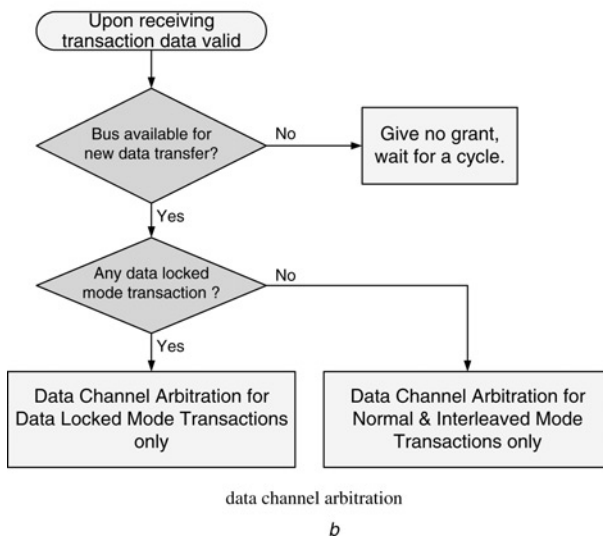 Upon receiving
transaction data valid
Bus available for
new data transfer?
No
Give no grant,
wait for a cycle.
Yes
Any data locked
mode transaction ?
No
Yes
Data Channel Arbitration for
Data Locked Mode Transactions
only
Data Channel Arbitration for
Normal & Interleaved Mode
Transactions only
data channel arbitration
b